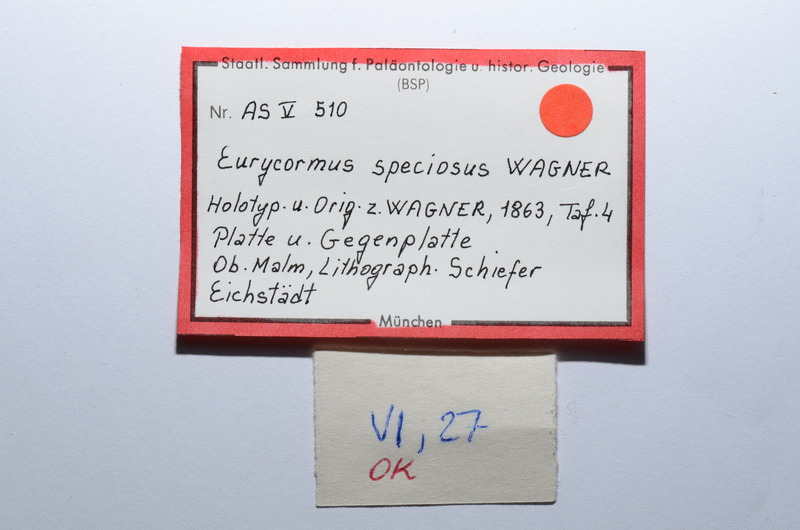 Staatl. Sammlung f. Paläontologie u. histor. Geologie
(BSP)
Nr. AS V 510
Eurycormus speciosus WAGNER
Holotyp. u. Orig. z. WAGNER, 1863, Taf. 4
Platte u. Gegenplatte
Ob. Malm, Lithograph. Schiefer
Eichstädt
München
VI, 27
OK